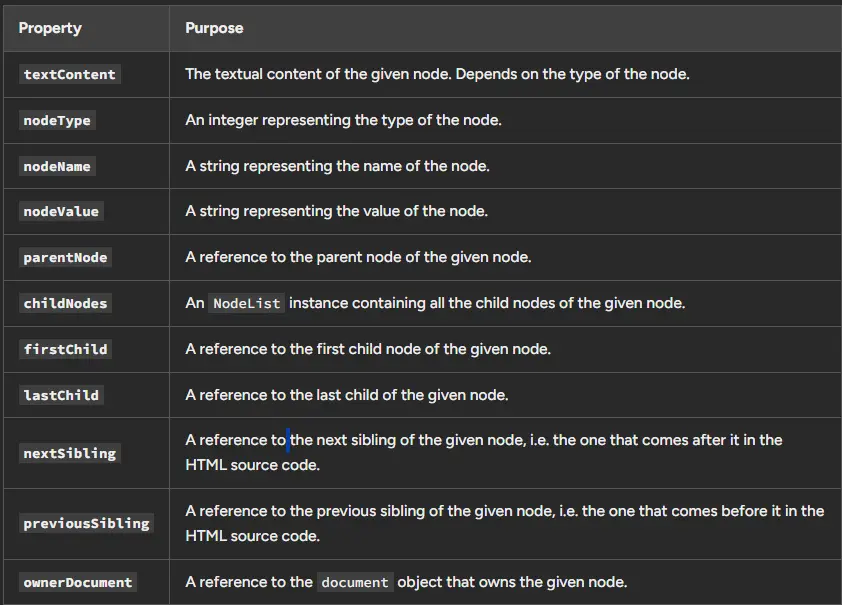 Property Purpose
textContent The textual content of the given node. Depends on the type of the node.
nodeType An integer representing the type of the node.
nodeName A string representing the name of the node.
nodeValue A string representing the value of the node.
parentNode A reference to the parent node of the given node.
childNodes An NodeList instance containing all the child nodes of the given node.
firstChild A reference to the first child node of the given node.
lastChild A reference to the last child of the given node.
nextSibling A reference to the next sibling of the given node, i.e. the one that comes after it in the
HTML source code.
previousSibling A reference to the previous sibling of the given node, i.e. the one that comes before it in the
HTML source code.
ownerDocument A reference to the document object that owns the given node.